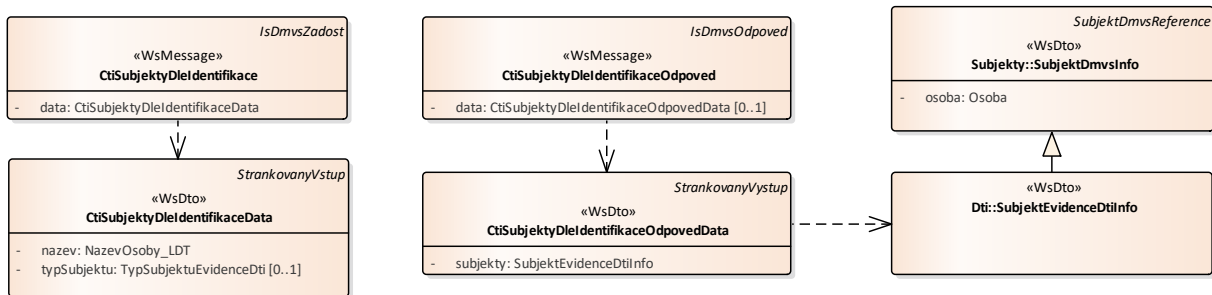 IsDmvsZadost
«WsMessage»
CtiSubjektyDleIdentifikace
- data: CtiSubjektyDleIdentifikaceData
StrankovanyVstup
«WsDto»
CtiSubjektyDleIdentifikaceData
- nazev: NazevOsoby_LDT
- typSubjektu: TypSubjektuEvidenceDti [0..1]
IsDmvsOdpoved
«WsMessage»
CtiSubjektyDleIdentifikaceOdpoved
- data: CtiSubjektyDleIdentifikaceOdpovedData [0..1]
StrankovanyVystup
«WsDto»
CtiSubjektyDleIdentifikaceOdpovedData
- subjekty: SubjektEvidenceDtiInfo
SubjektDmvsReference
«WsDto»
Subjekty::SubjektDmvsInfo
- osoba: Osoba
«WsDto»
Dti::SubjektEvidenceDtiInfo